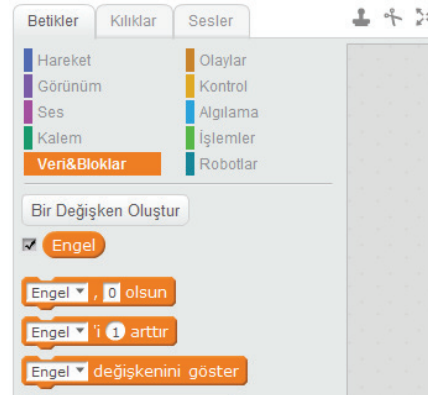 Betikler Kılıklar Sesler
Hareket Olaylar
Görünüm Kontrol
Ses Algılama
Kalem İşlemler
Veri&Bloklar Robotlar
Bir Değişken Oluştur
Engel
Engel , 0 olsun
Engel 'i 1 arttır
Engel değişkenini göster